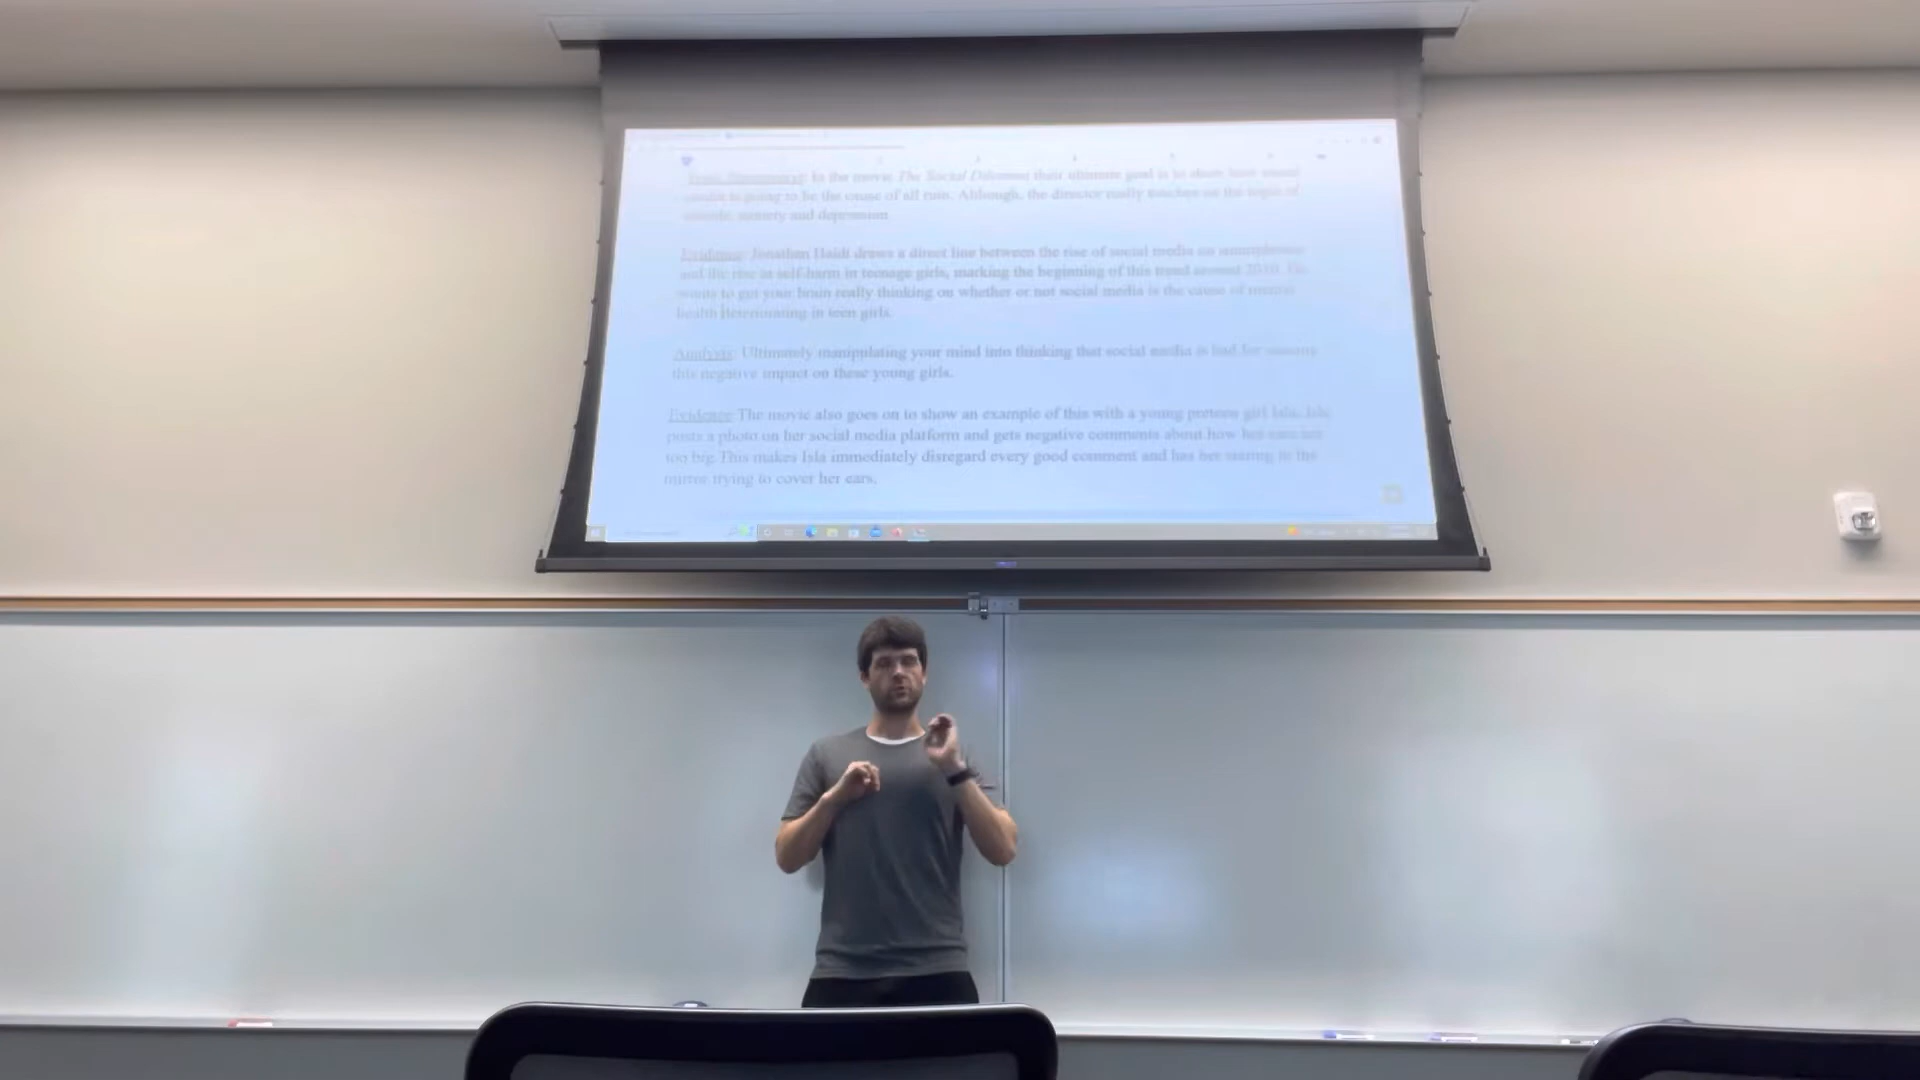 In the movie The Social Dilemma their ultimate goal is to show how social
media is going to be the cause of all ruin. Although, the director really touches on the topic of
suicide, anxiety and depression.
Evidence: Jonathan Haidt draws a direct line between the rise of social media on smartphones
and the rise in self-harm in teenage girls, marking the beginning of this trend around 2010. He
wants to get your brain really thinking on whether or not social media is the cause of mental
health deteriorating in teen girls.
Analysis: Ultimately manipulating your mind into thinking that social media is bad for
this negative impact on these young girls.
Evidence: The movie also goes on to show an example of this with a young preteen girl Isla. Isla
posts a photo on her social media platform and gets negative comments about how her ears are
too big. This makes Isla immediately disregard every good comment and has her staring in the
mirror trying to cover her ears.